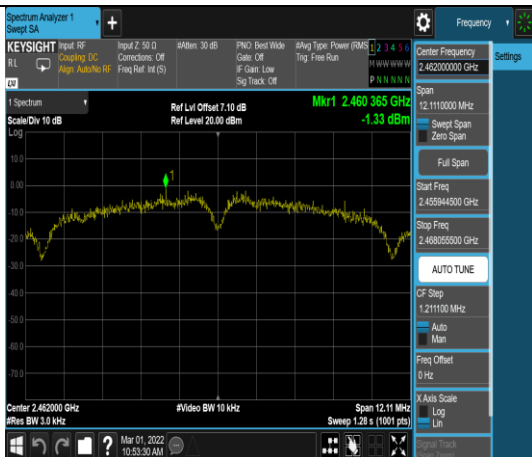 Spectrum Analyzer 1
Swept SA
+
Frequency
KEYSIGHT
RL
LXI
Input: RF
Coupling: DC
Align: Auto/No RF
Input Z: 50 Ω
Corrections: Off
Freq Ref: Int (S)
#Atten: 30 dB
PNO: Best Wide
Gate: Off
IF Gain: Low
Sig Track: Off
#Avg Type: Power (RMS
Trig: Free Run
1 2 3 4 5 6
M W W W W W
P N N N N N
Center Frequency
2.462000000 GHz
Settings
Span
12.1110000 MHz
Swept Span
Zero Span
Full Span
Start Freq
2.455944500 GHz
Stop Freq
2.468055500 GHz
AUTO TUNE
CF Step
1.211100 MHz
Auto
Man
Freq Offset
0 Hz
X Axis Scale
Log
Lin
Signal Track
1 Spectrum
Scale/Div 10 dB
Log
Ref Lvl Offset 7.10 dB
Ref Level 20.00 dBm
Mkr1 2.460 365 GHz
-1.33 dBm
1
10.0
0.00
-10.0
-20.0
-30.0
-40.0
-50.0
-60.0
-70.0
Center 2.462000 GHz
#Res BW 3.0 kHz
#Video BW 10 kHz
Span 12.11 MHz
Sweep 1.28 s (1001 pts)
?
Mar 01, 2022
10:53:30 AM